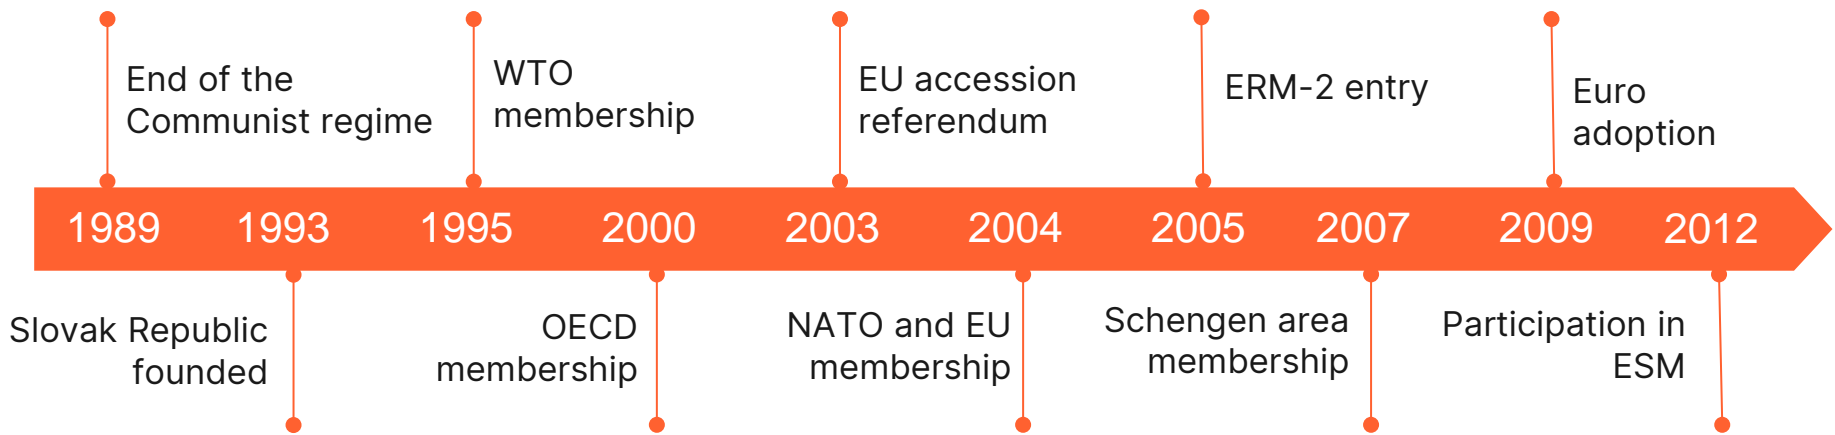 End of the
Communist regime
WTO
membership
EU accession
referendum
ERM-2 entry
Euro
adoption
1989 1993 1995 2000 2003 2004 2005 2007 2009 2012
Slovak Republic
founded
OECD
membership
NATO and EU
membership
Schengen area
membership
Participation in
ESM